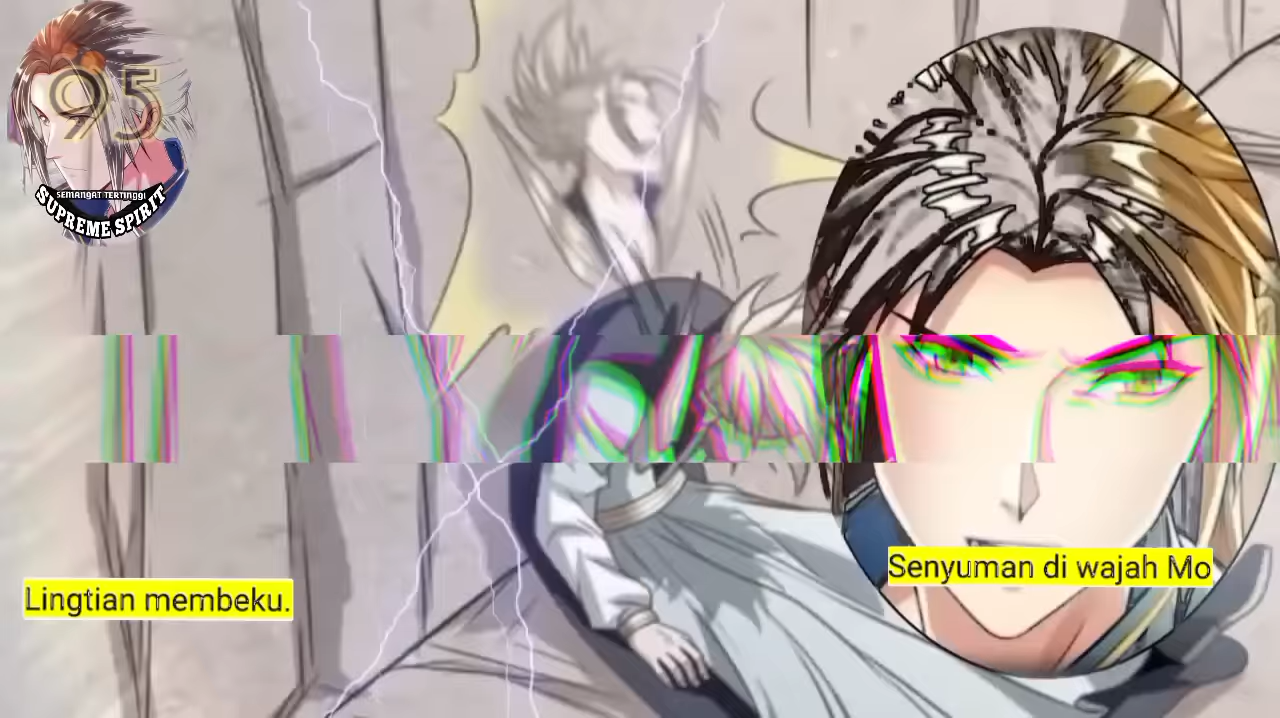 95
SEMANGAT TERTINGGI
SUPREME SPIRIT
Senyuman di wajah Mo
Lingtian membeku.